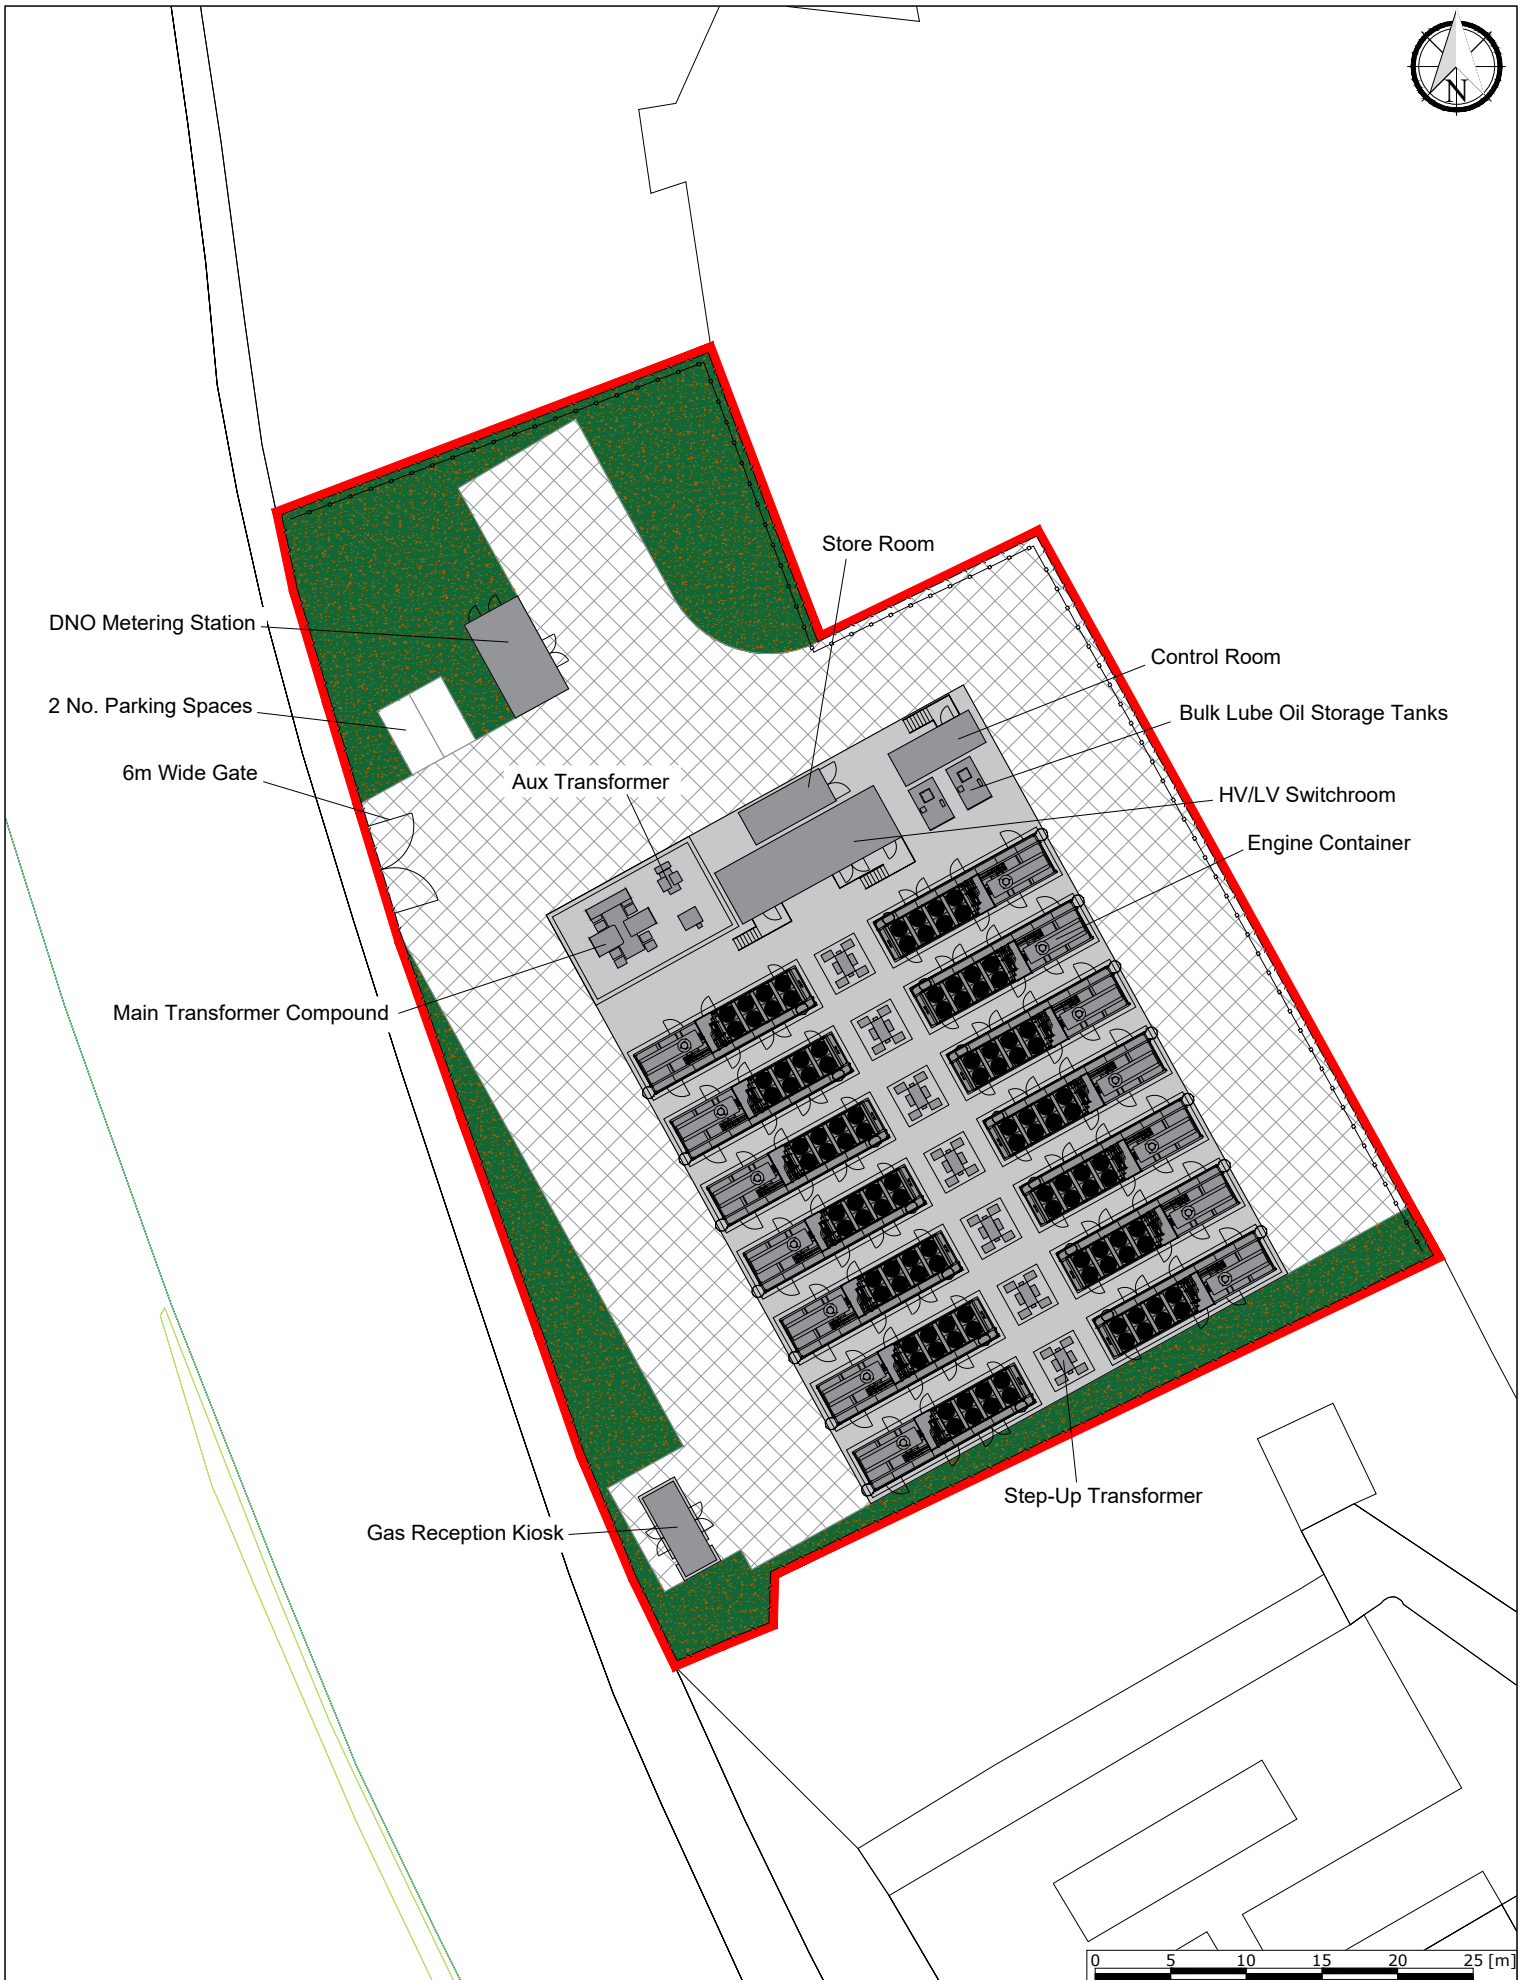 N
Store Room
DNO Metering Station
Control Room
2 No. Parking Spaces
Bulk Lube Oil Storage Tanks
6m Wide Gate
Aux Transformer
HV/LV Switchroom
Engine Container
Main Transformer Compound
Step-Up Transformer
Gas Reception Kiosk
0 5 10 15 20 25 [m]